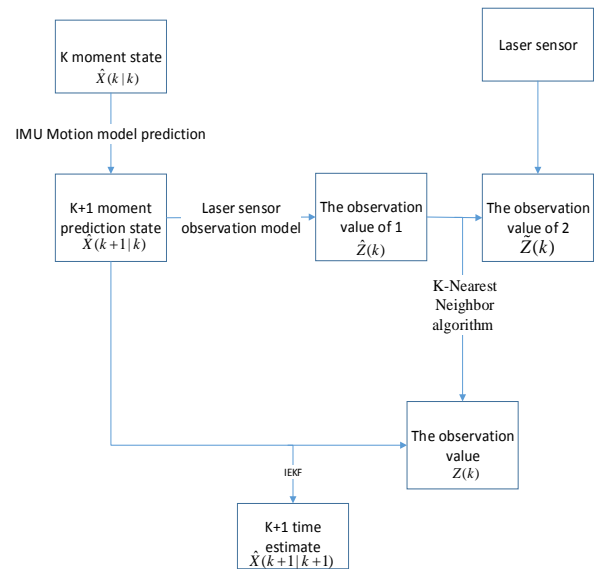 K moment state
X̂(k|k)
Laser sensor
IMU Motion model prediction
K+1 moment
prediction state
X̂(k+1|k)
Laser sensor
observation model
The observation
value of 1
Ẑ(k)
The observation
value of 2
Z̃(k)
K-Nearest
Neighbor
algorithm
The observation
value
Z(k)
IEKF
K+1 time
estimate
X̂(k+1|k+1)